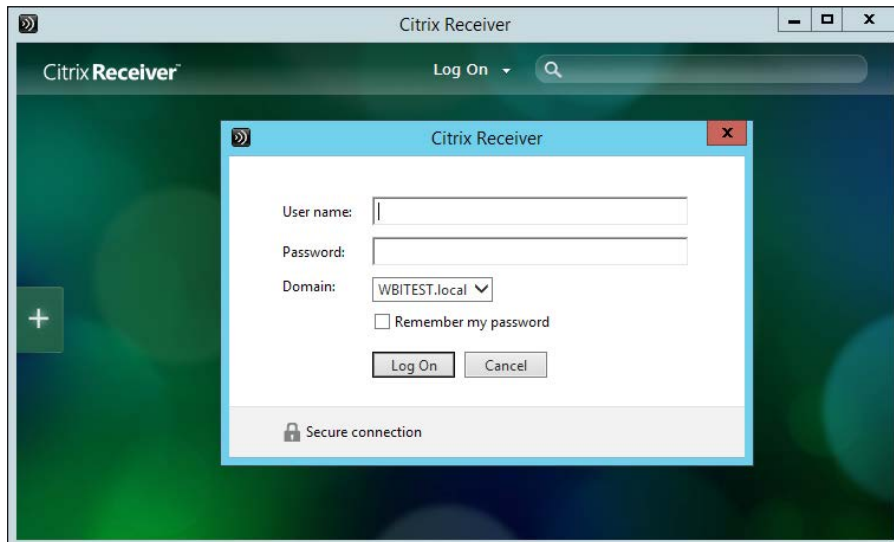 Citrix Receiver
Citrix Receiver™
Log On
Citrix Receiver
User name:
Password:
Domain:
WBITEST.local
Remember my password
Log On
Cancel
Secure connection